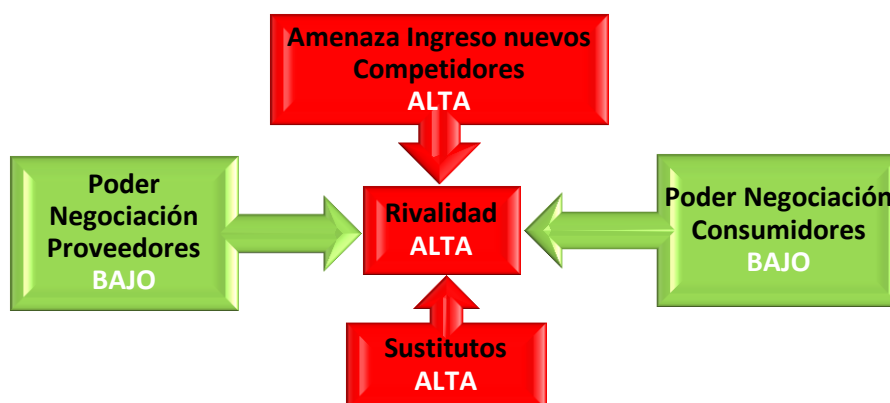 Amenaza Ingreso nuevos
Competidores
ALTA
Poder
Negociación
Proveedores
BAJO
Rivalidad
ALTA
Poder Negociación
Consumidores
BAJO
Sustitutos
ALTA